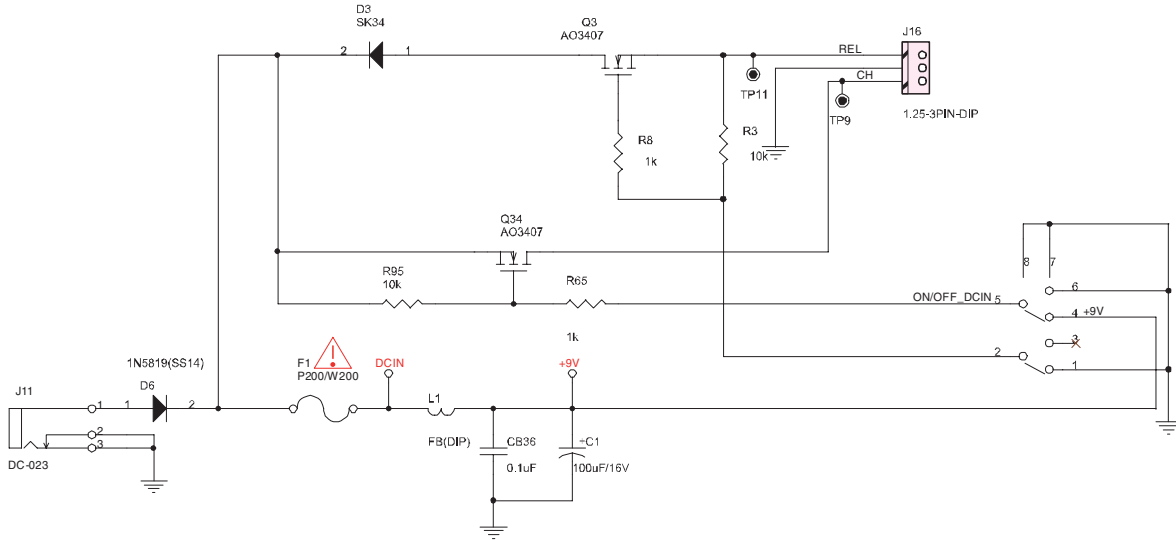 D3
SK34
2
1
Q3
AO3407
REL
J16
CH
TP11
TP9
1.25-3PIN-DIP
R8
1k
R3
10k
Q34
AO3407
R95
10k
R65
1k
ON/OFF_DCIN
5
8
7
6
4
+9V
3
2
1
1N5819(SS14)
D6
J11
1
1
2
2
3
DC-023
F1
P200/W200
DCIN
+9V
L1
FB(DIP)
CB36
0.1uF
+C1
100uF/16V